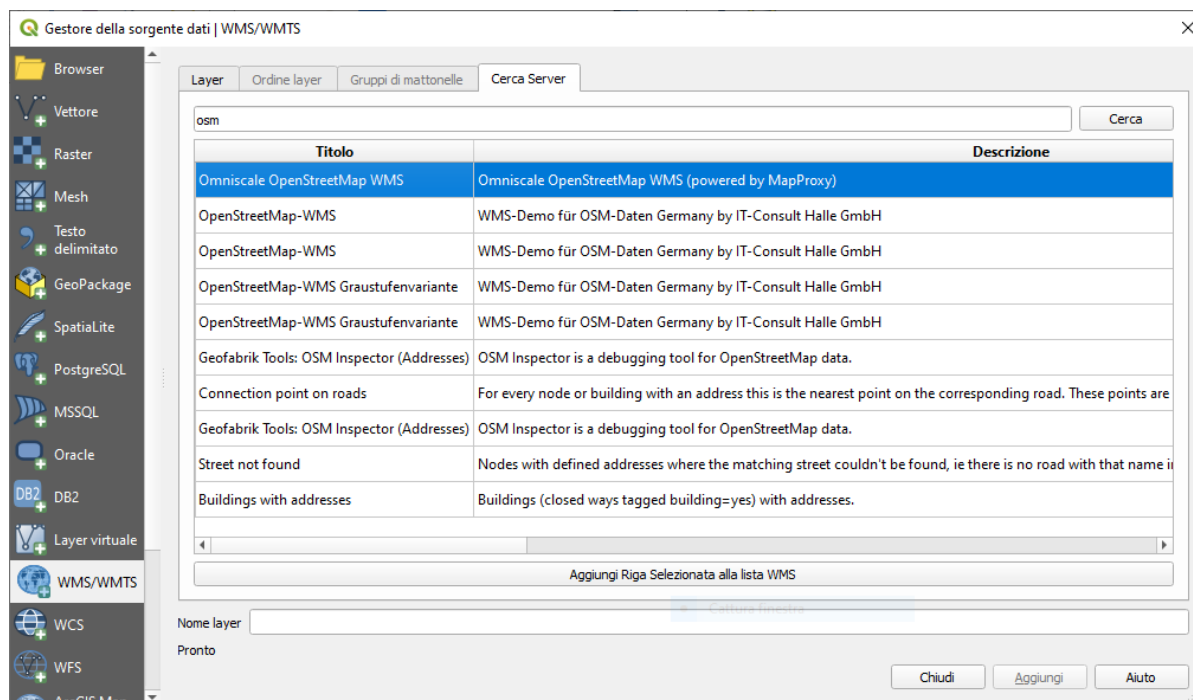 Gestore della sorgente dati | WMS/WMTS
Browser
Vettore
Raster
Mesh
Testo
delimitato
GeoPackage
SpatiaLite
PostgreSQL
MSSQL
Oracle
DB2
DB2
Layer virtuale
WMS/WMTS
WCS
WFS
ArcGIS Map
Layer
Ordine layer
Gruppi di mattonelle
Cerca Server
osm
Cerca
Titolo Descrizione
Omniscale OpenStreetMap WMS Omniscale OpenStreetMap WMS (powered by MapProxy)
OpenStreetMap-WMS WMS-Demo für OSM-Daten Germany by IT-Consult Halle GmbH
OpenStreetMap-WMS WMS-Demo für OSM-Daten Germany by IT-Consult Halle GmbH
OpenStreetMap-WMS Graustufenvariante WMS-Demo für OSM-Daten Germany by IT-Consult Halle GmbH
OpenStreetMap-WMS Graustufenvariante WMS-Demo für OSM-Daten Germany by IT-Consult Halle GmbH
Geofabrik Tools: OSM Inspector (Addresses) OSM Inspector is a debugging tool for OpenStreetMap data.
Connection point on roads For every node or building with an address this is the nearest point on the corresponding road. These points are
Geofabrik Tools: OSM Inspector (Addresses) OSM Inspector is a debugging tool for OpenStreetMap data.
Street not found Nodes with defined addresses where the matching street couldn't be found, ie there is no road with that name
Buildings with addresses Buildings (closed ways tagged building=yes) with addresses.
Aggiungi Riga Selezionata alla lista WMS
Cattura finestra
Nome layer
Pronto
Chiudi
Aggiungi
Aiuto